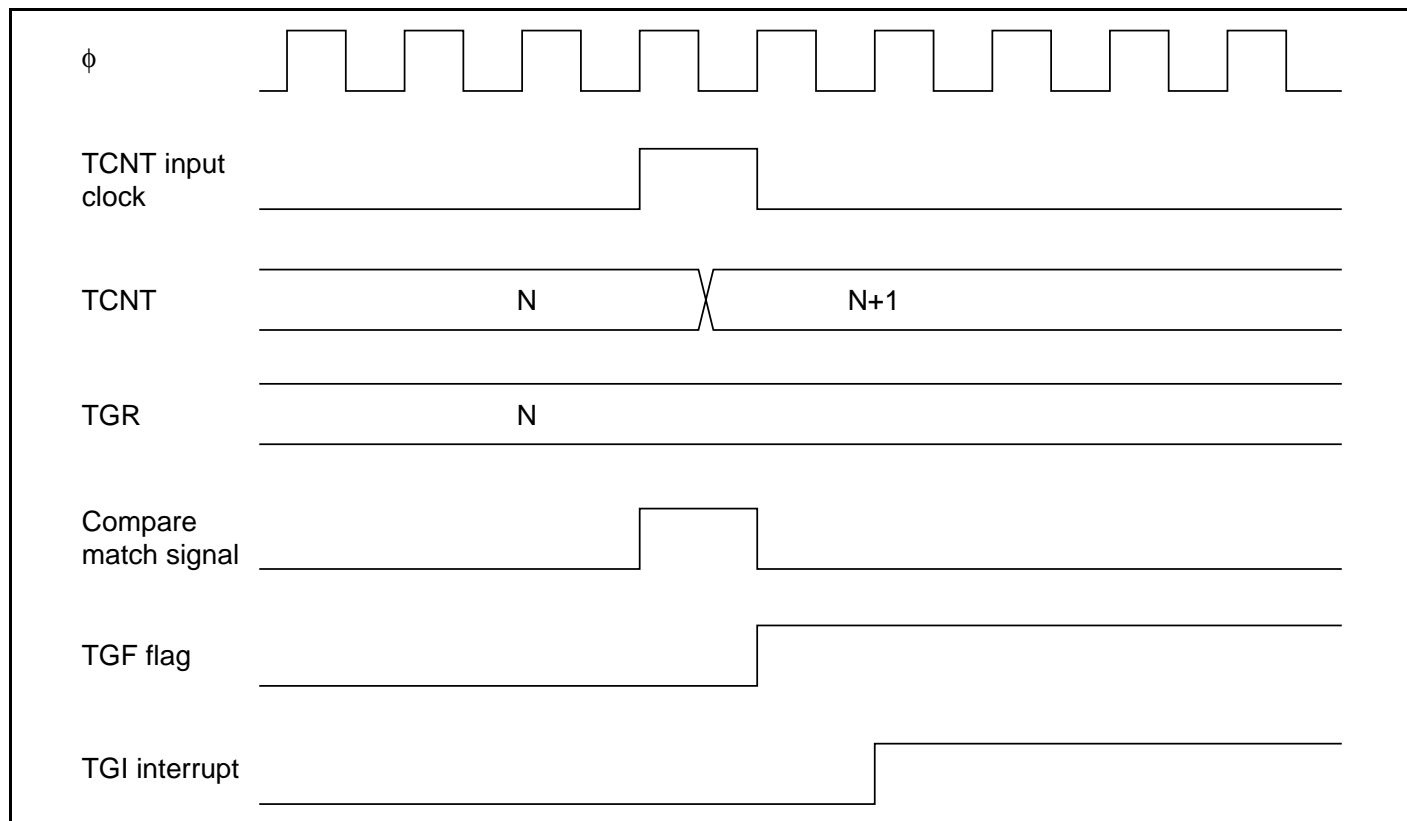 ϕ
TCNT input
clock
TCNT
N
N+1
TGR
N
Compare
match signal
TGF flag
TGI interrupt